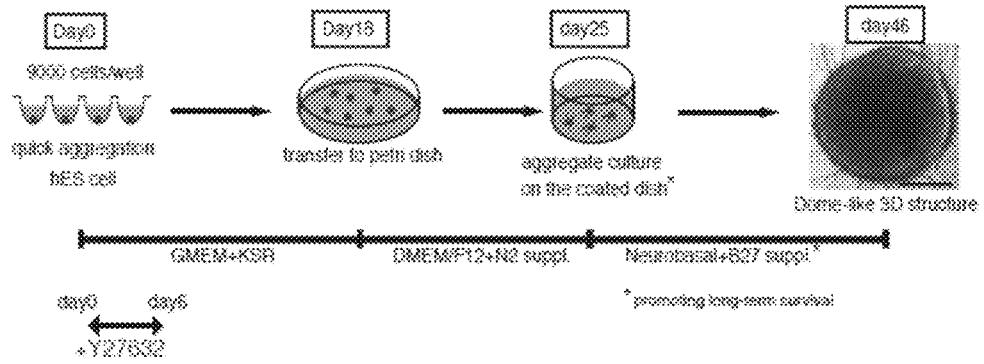 Day0
Day18
day25
day46
9000 cells/well
quick aggregation
hES cell
transfer to petri dish
aggregate culture
on the coated dish*
Dome-like 3D structure
GMEM+KSR
DMEM/F12+N2 suppl.
Neurobasal+B27 suppl.*
*promoting long-term survival
day0
day6
+Y27632